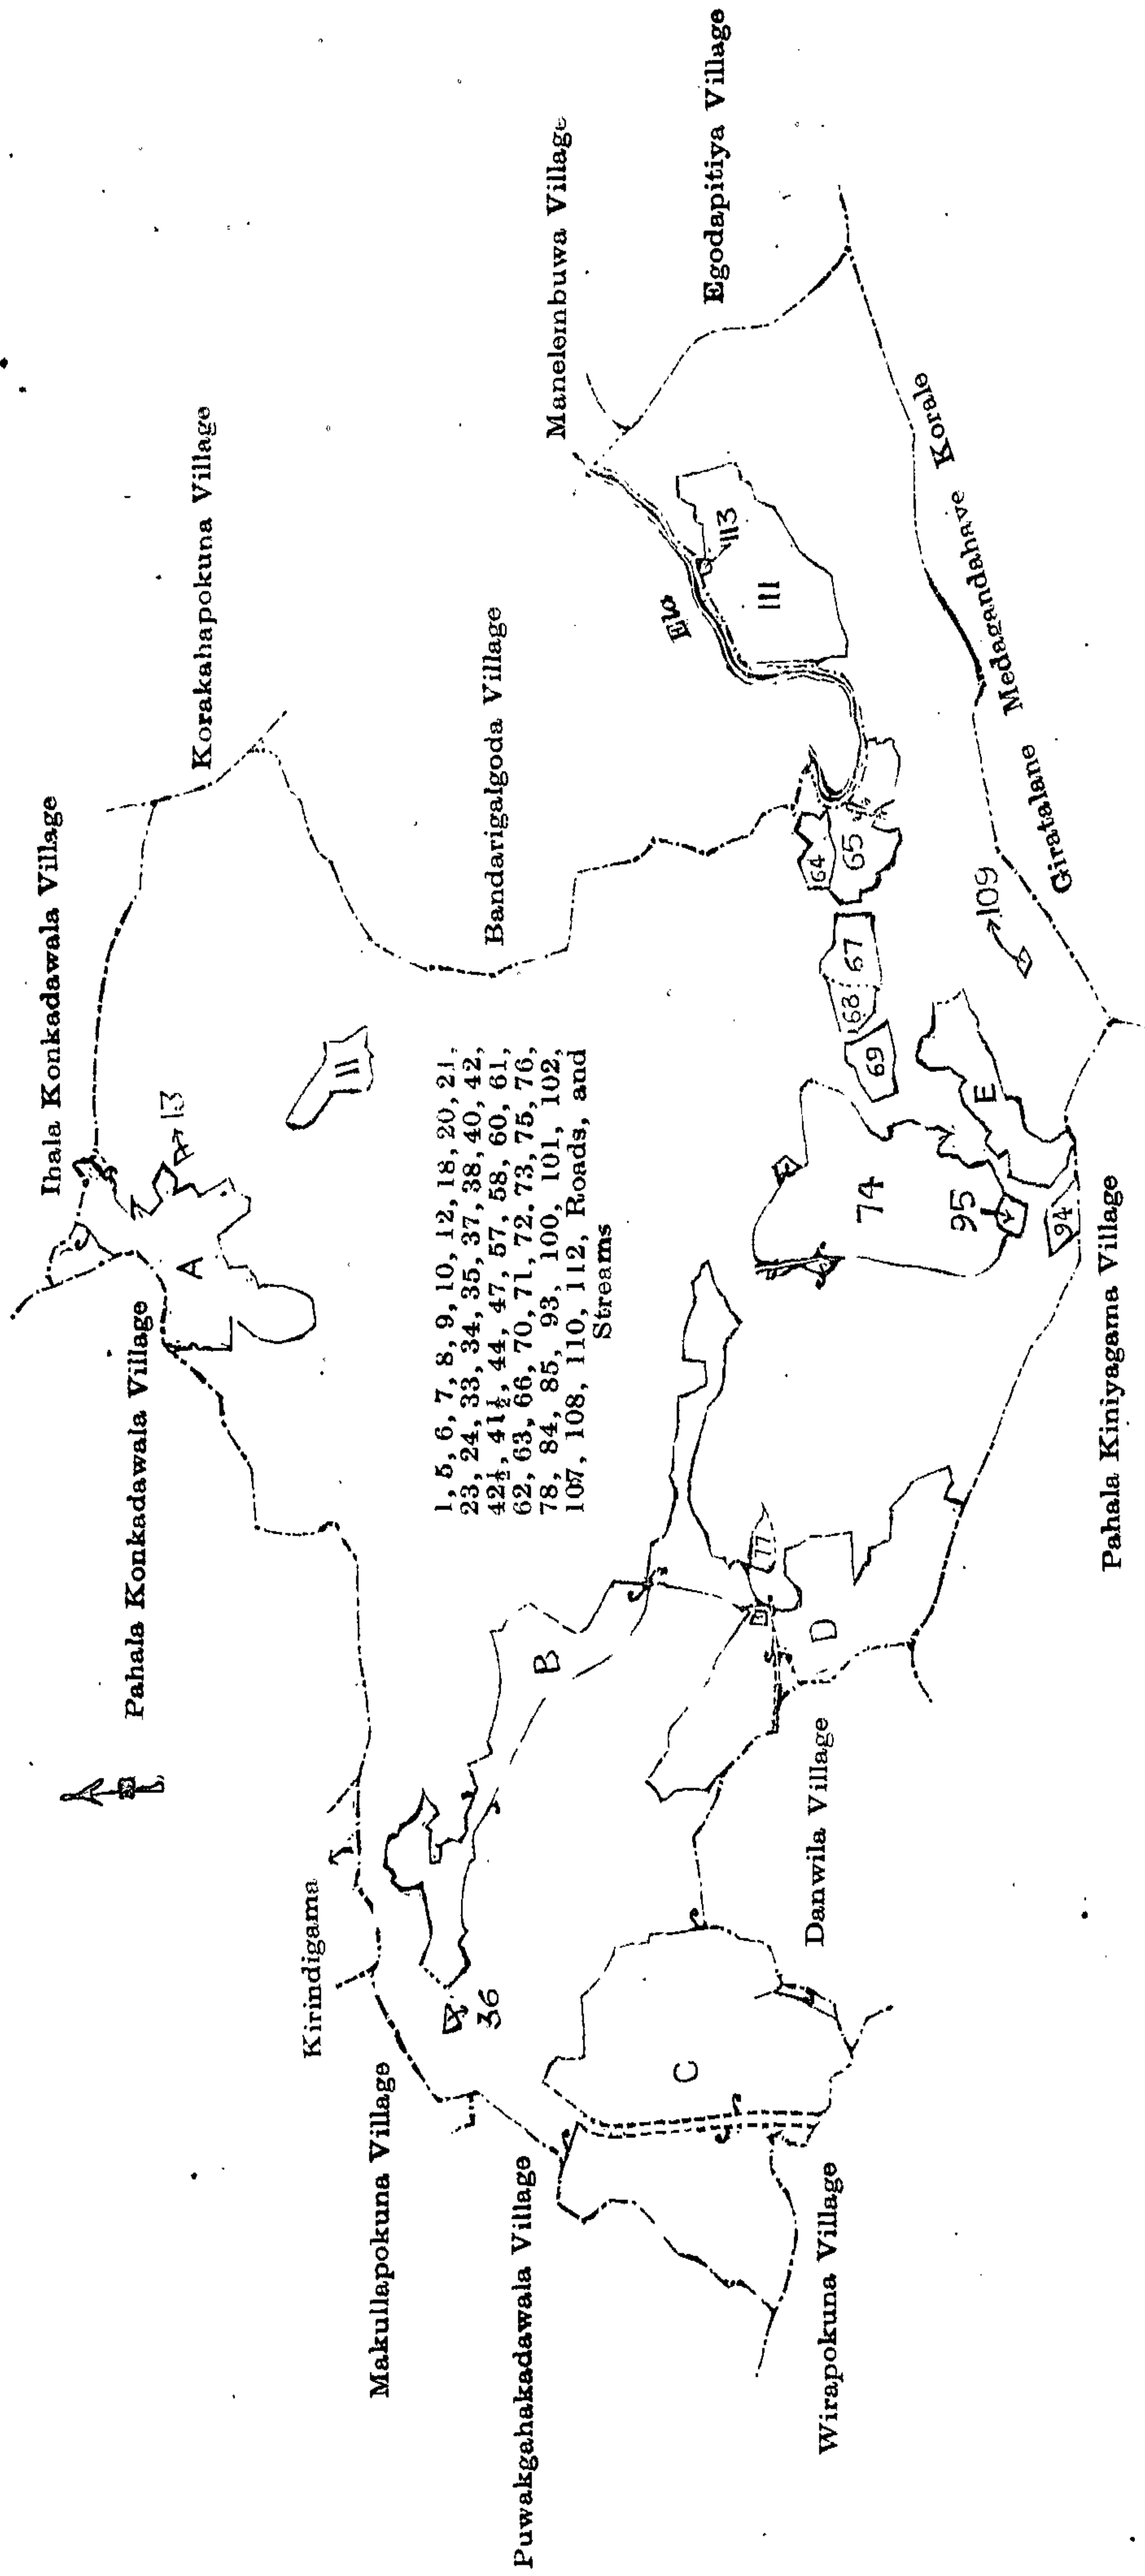 Ihala Konkadawala Village
Korakahapokuna Village
Pahala Konkadawala Village
A
13
11
Kirindigama
Makullapokuna Village
Bandarigalgoda Village
Manelembuwa Village
Egodapitiya Village
1, 5, 6, 7, 8, 9, 10, 12, 18, 20, 21,
23, 24, 33, 34, 35, 37, 38, 40, 42,
42½, 41½, 44, 47, 57, 58, 60, 61,
62, 63, 66, 70, 71, 72, 73, 75, 76,
78, 84, 85, 93, 100, 101, 102,
107, 108, 110, 112, Roads, and
Streams
36
B
Puwakgahakadawala Village
C
Wirapokuna Village
Danwila Village
D
77
74
95
94
E
69
68
67
65
64
Ela
113
111
109
Giratalane Medagandahave Korale
Pahala Kiniyagama Village